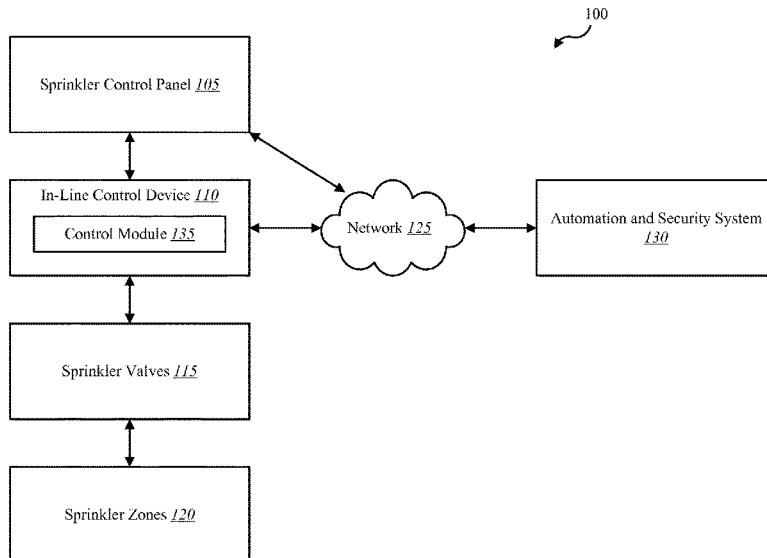 100
Sprinkler Control Panel 105
In-Line Control Device 110
Control Module 135
Network 125
Automation and Security System
130
Sprinkler Valves 115
Sprinkler Zones 120